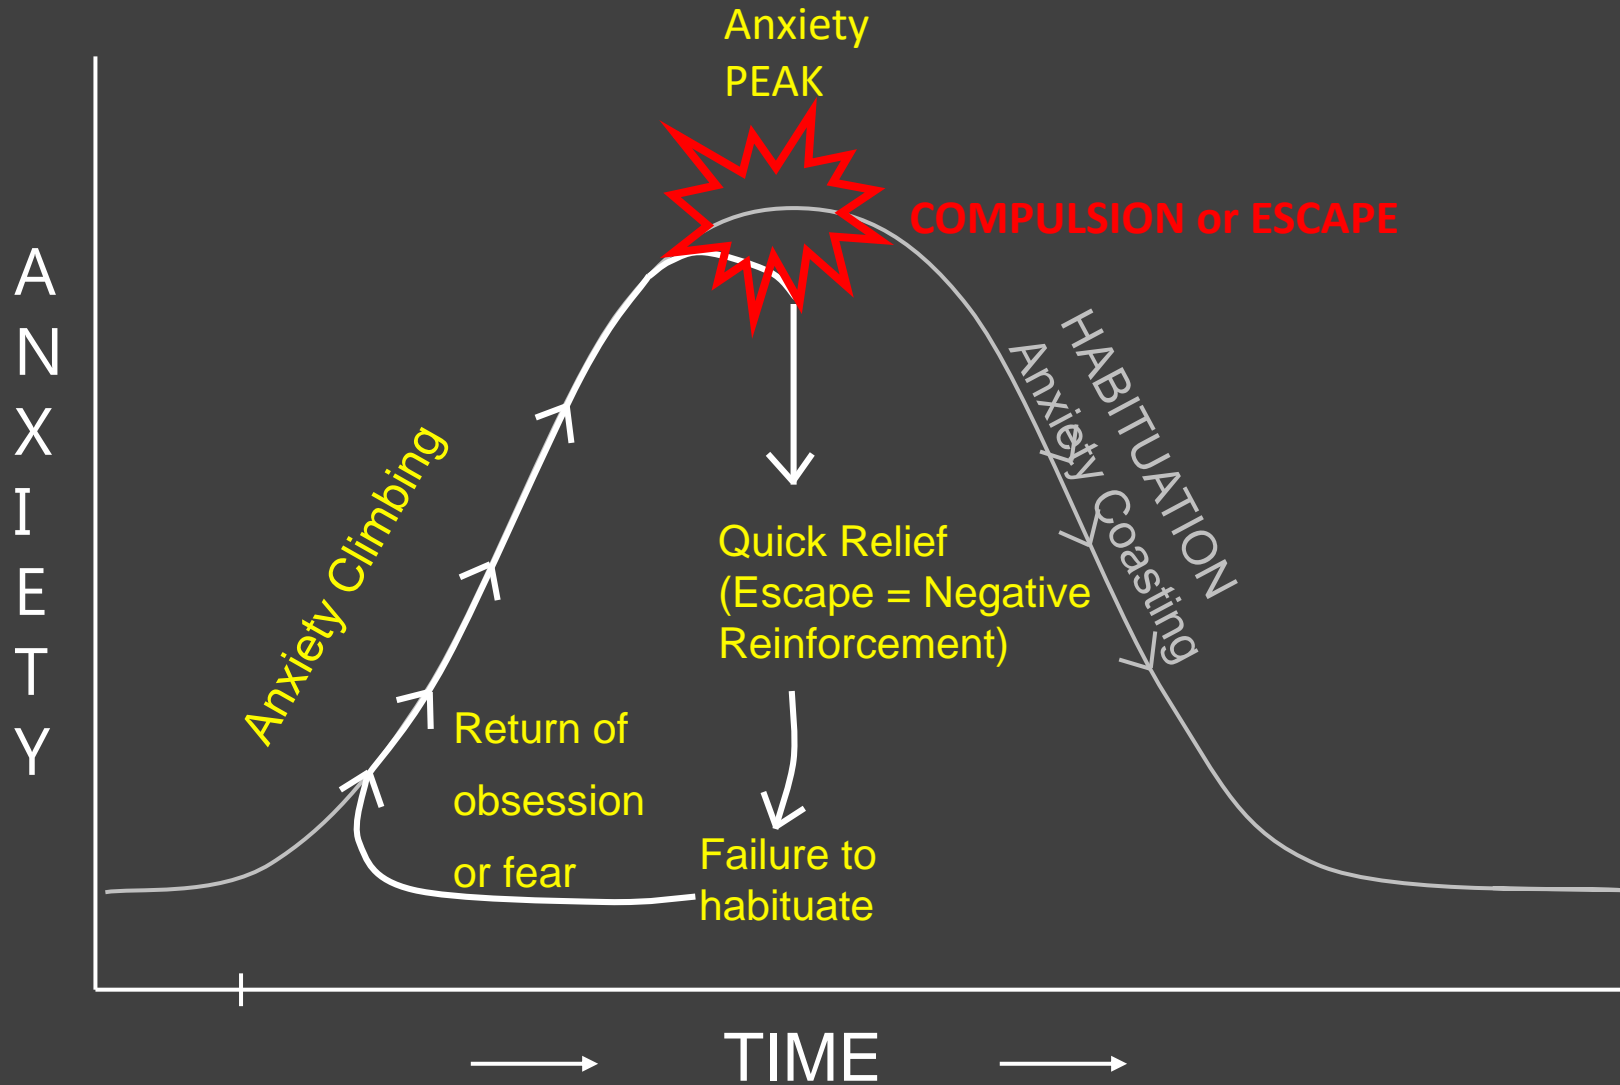 Anxiety
PEAK
COMPULSION or ESCAPE
ANXIETY
Anxiety Climbing
HABITUATION
Anxiety Coasting
Quick Relief
(Escape = Negative
Reinforcement)
Return of
obsession
or fear
Failure to
habituate
TIME